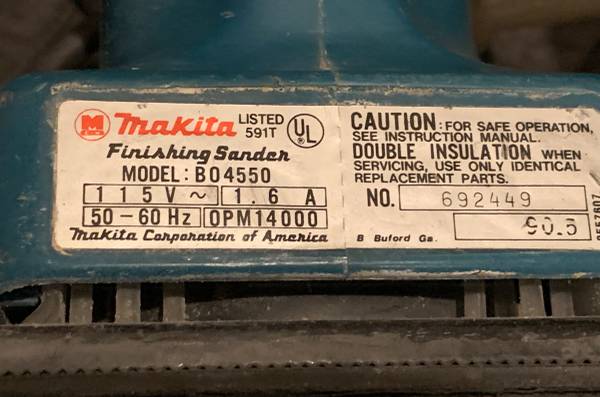 M Makita LISTED 591T UL
Finishing Sander
MODEL: BO4550
115V ~ 1.6 A
50-60 Hz OPM14000
Makita Corporation of America
CAUTION: FOR SAFE OPERATION,
SEE INSTRUCTION MANUAL.
DOUBLE INSULATION WHEN
SERVICING, USE ONLY IDENTICAL
REPLACEMENT PARTS.
NO. 692449
90.5
B Buford Ga.